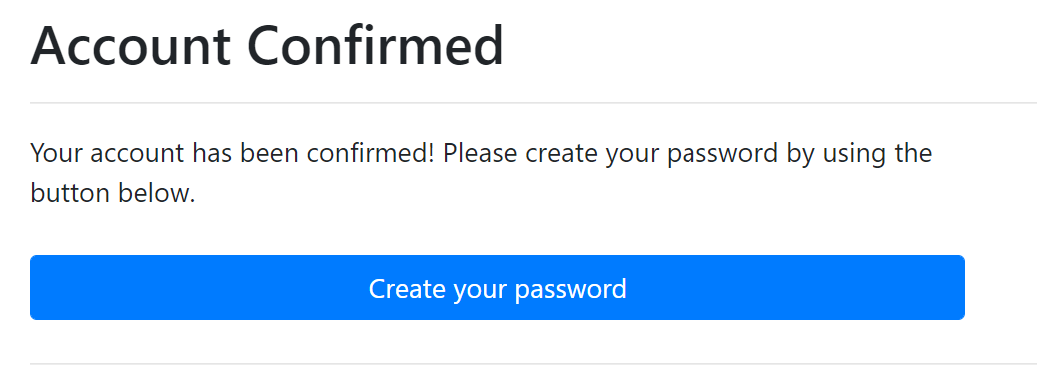 Account Confirmed
Your account has been confirmed! Please create your password by using the
button below.
Create your password